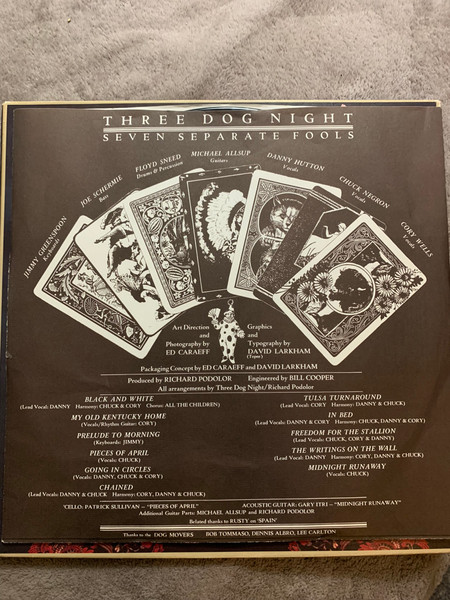 THREE DOG NIGHT
SEVEN SEPARATE FOOLS
JIMMY GREENSPOON
Keyboards
JOE SCHERMIE
Bass
FLOYD SNEED
Drums & Percussion
MICHAEL ALLSUP
Guitars
DANNY HUTTON
Vocals
CHUCK NEGRON
Vocals
CORY WELLS
Vocals
Art Direction
and
Photography by
ED CARAEFF
Graphics
and
Typography by
DAVID LARKHAM
(Tepee)
Packaging Concept by ED CARAEFF and DAVID LARKHAM
Produced by RICHARD PODOLOR Engineered by BILL COOPER
All arrangements by Three Dog Night/Richard Podolor
BLACK AND WHITE
(Lead Vocal: DANNY Harmony: CHUCK & CORY Chorus: ALL THE CHILDREN)
MY OLD KENTUCKY HOME
(Vocals/Rhythm Guitar: CORY)
PRELUDE TO MORNING
(Keyboards: JIMMY)
PIECES OF APRIL
(Vocals: CHUCK)
GOING IN CIRCLES
(Vocals: DANNY, CHUCK & CORY)
CHAINED
(Lead Vocals: DANNY & CHUCK Harmony: CORY, DANNY & CHUCK)
TULSA TURNAROUND
(Lead Vocal: CORY Harmony: DANNY & CHUCK)
IN BED
(Lead Vocals: DANNY & CORY Harmony: CHUCK, DANNY & CORY)
FREEDOM FOR THE STALLION
(Vocals: CHUCK, CORY & DANNY)
THE WRITINGS ON THE WALL
(Lead Vocal: DANNY Harmony: CORY, DANNY & CHUCK)
MIDNIGHT RUNAWAY
(Vocals: CHUCK)
'CELLO: PATRICK SULLIVAN – "PIECES OF APRIL" ACOUSTIC GUITAR: GARY ITRI – "MIDNIGHT RUNAWAY"
Additional Guitar Parts: MICHAEL ALLSUP and RICHARD PODOLOR
Belated thanks to RUSTY on 'SPAIN'
Thanks to the DOG MOVERS BOB TOMMASO, DENNIS ALBRO, LEE CARLTON